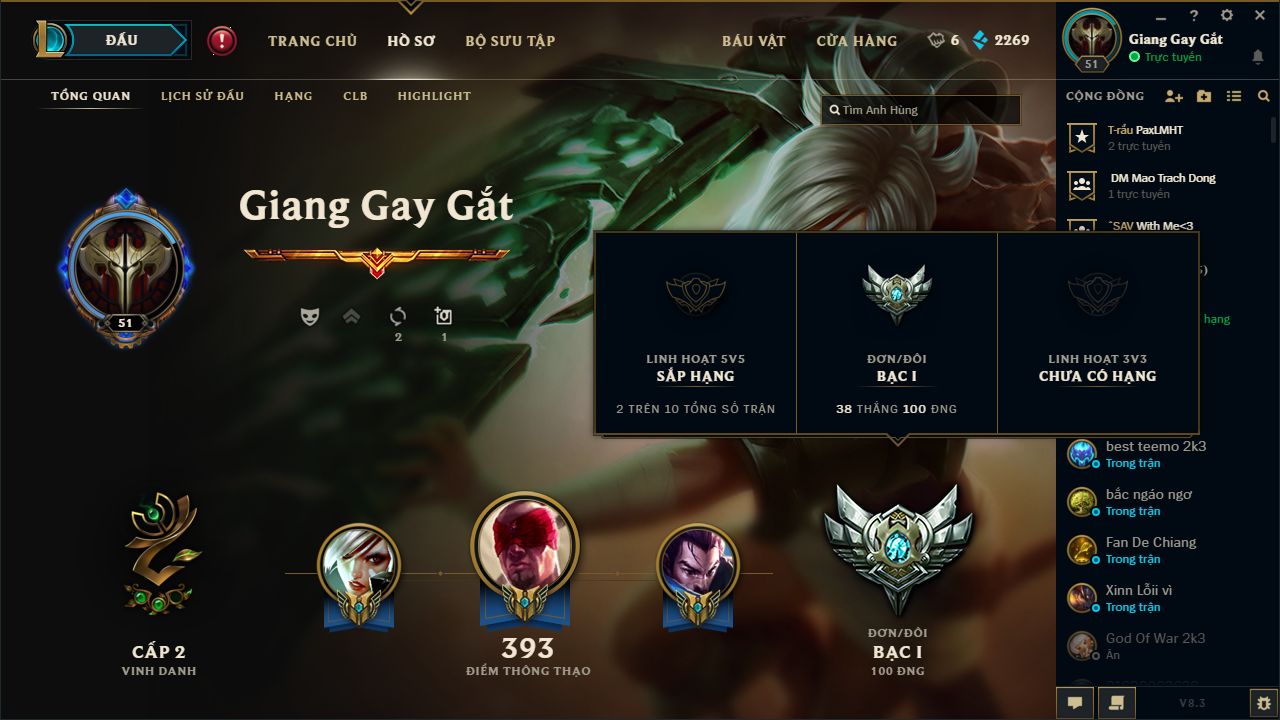 ĐẤU
TRANG CHỦ
HỒ SƠ
BỘ SƯU TẬP
BÁU VẬT
CỬA HÀNG
6
2269
51
Giang Gay Gắt
Trực tuyến
TỔNG QUAN
LỊCH SỬ ĐẤU
HẠNG
CLB
HIGHLIGHT
Tìm Anh Hùng
CỘNG ĐỒNG
T-rầu PaxLMHT
2 trực tuyến
DM Mao Trach Dong
1 trực tuyến
ˆSAV With Me<3
hạng
Giang Gay Gắt
51
2
1
LINH HOẠT 5V5
SẮP HẠNG
2 TRÊN 10 TỔNG SỐ TRẬN
ĐƠN/ĐÔI
BẠC I
38 THẮNG 100 ĐNG
LINH HOẠT 3V3
CHƯA CÓ HẠNG
best teemo 2k3
Trong trận
bắc ngáo ngơ
Trong trận
Fan De Chiang
Trong trận
Xinn Lỗii vì
Trong trận
God Of War 2k3
Ẩn
CẤP 2
VINH DANH
393
ĐIỂM THÔNG THẠO
ĐƠN/ĐÔI
BẠC I
100 ĐNG
V8.3